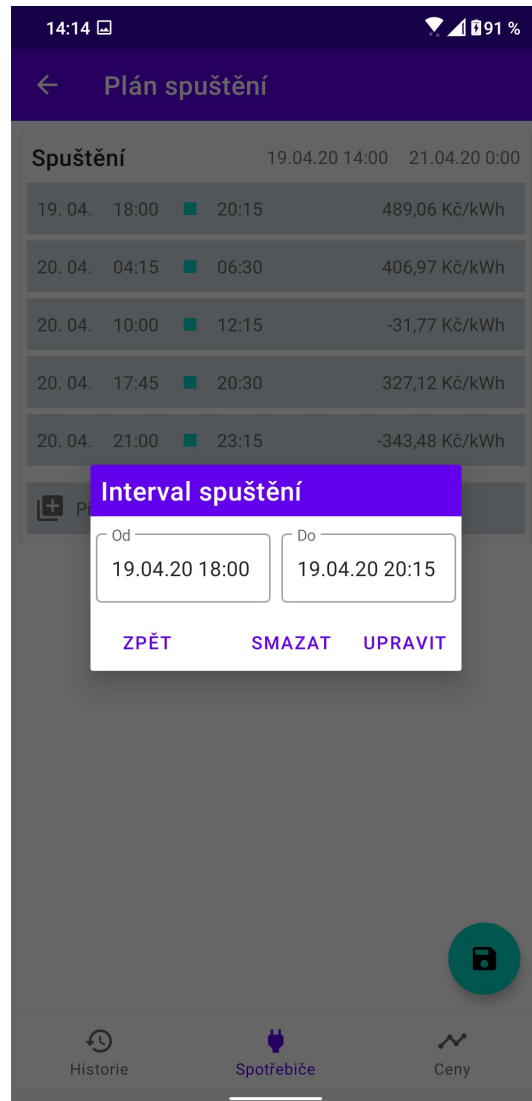 14:14 91 %
Plán spuštění
Spuštění 19.04.20 14:00 21.04.20 0:00
19. 04. 18:00 20:15 489,06 Kč/kWh
20. 04. 04:15 06:30 406,97 Kč/kWh
20. 04. 10:00 12:15 -31,77 Kč/kWh
20. 04. 17:45 20:30 327,12 Kč/kWh
20. 04. 21:00 23:15 -343,48 Kč/kWh
Interval spuštění
Od Do
19.04.20 18:00 19.04.20 20:15
ZPĚT SMAZAT UPRAVIT
Historie Spotřebiče Ceny